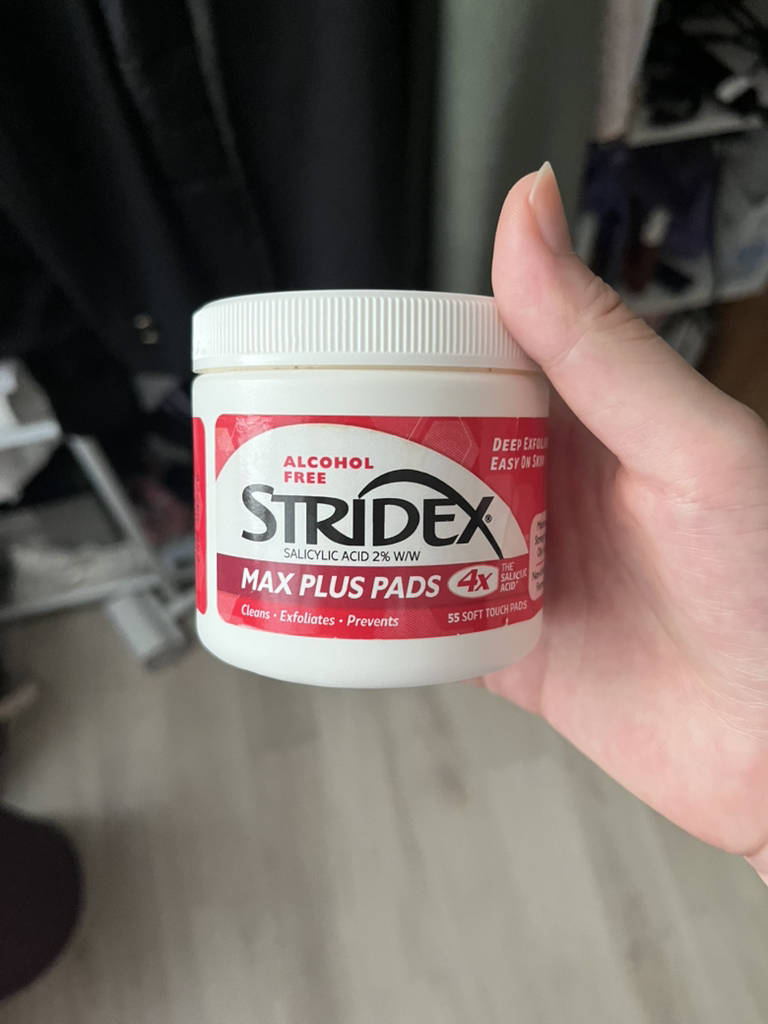 ALCOHOL
FREE
STRIDEX®
SALICYLIC ACID 2% W/W
MAX PLUS PADS 4x THE
SALICYLIC
ACID
Cleans • Exfoliates • Prevents
55 SOFT TOUCH PADS
DEEP
EASY ON SKIN